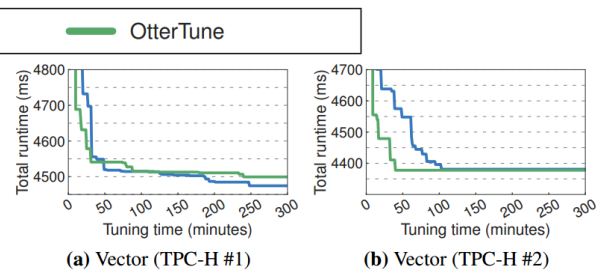 OtterTune
4800
4700
4600
4500
Total runtime (ms)
0 50 100 150 200 250 300
Tuning time (minutes)
(a) Vector (TPC-H #1)
4700
4600
4500
4400
Total runtime (ms)
0 50 100 150 200 250 300
Tuning time (minutes)
(b) Vector (TPC-H #2)